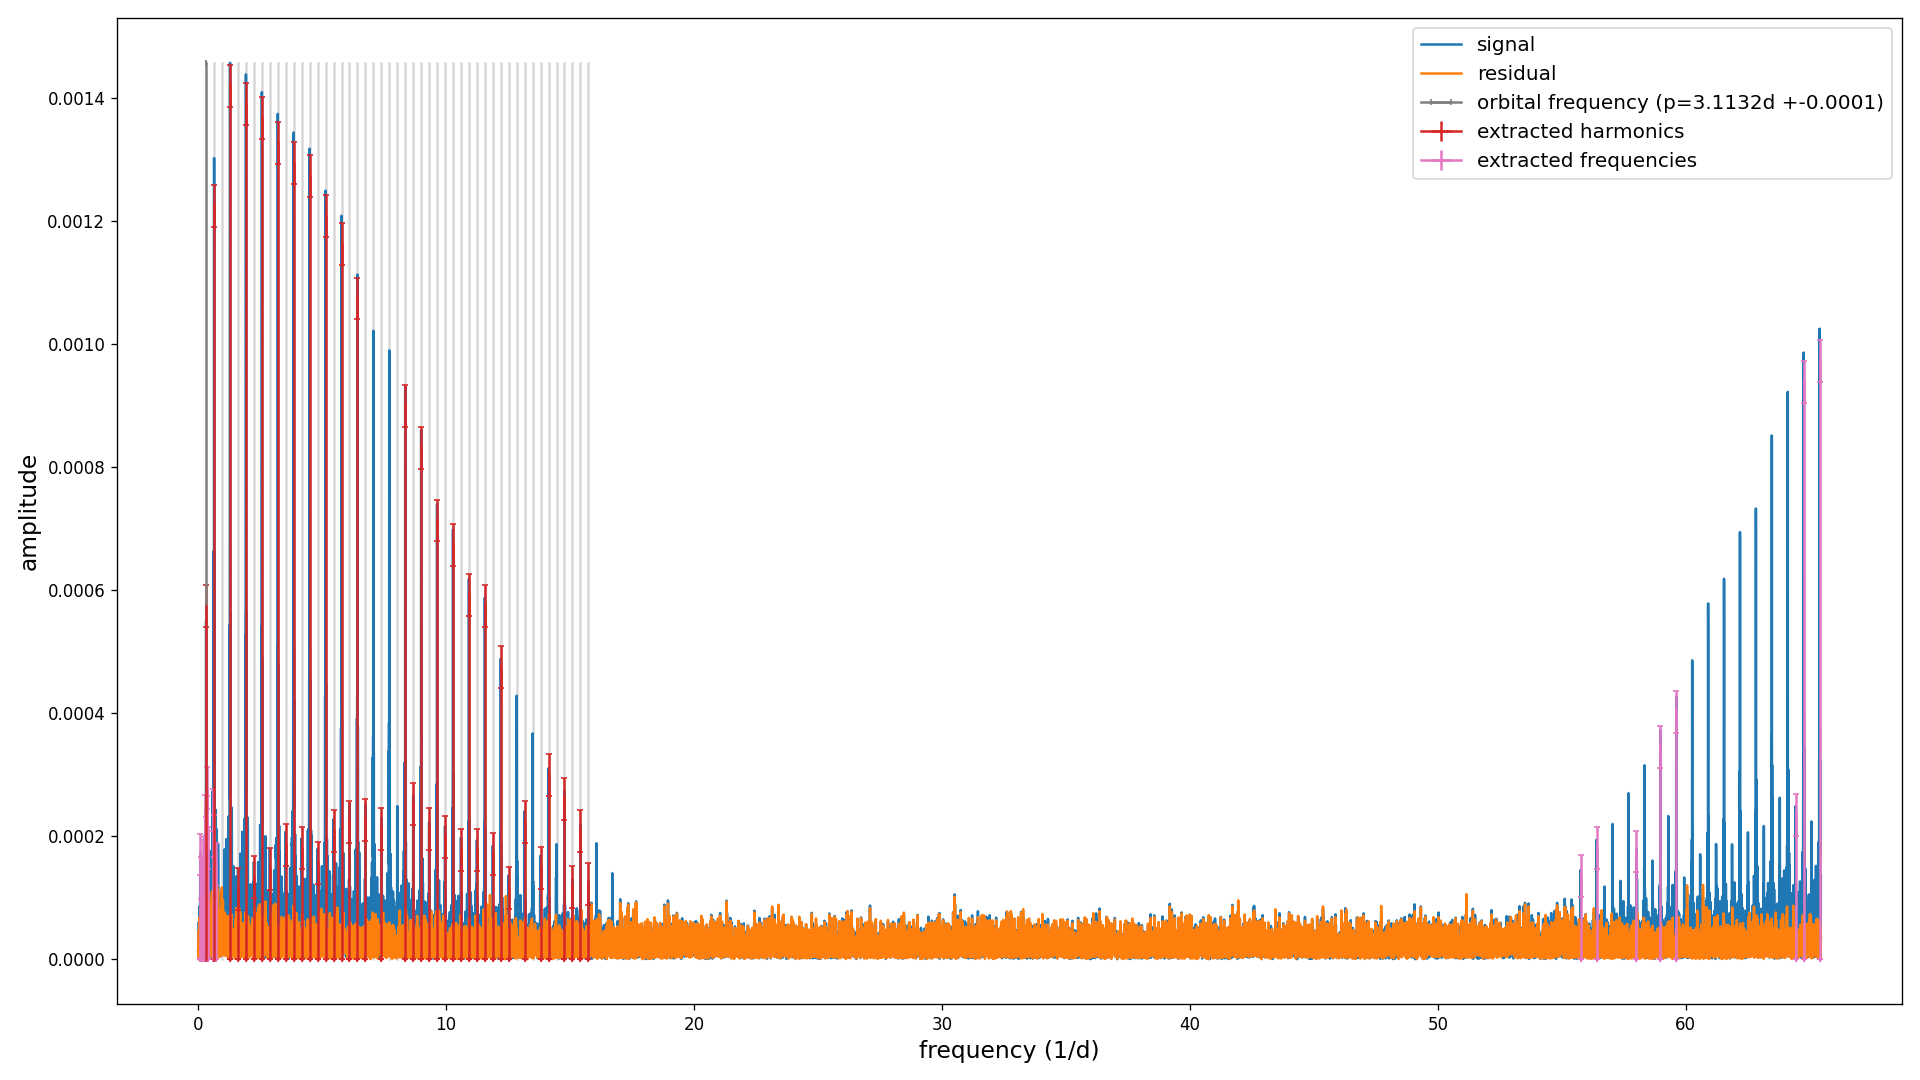 signal
residual
orbital frequency (p=3.1132d +-0.0001)
extracted harmonics
extracted frequencies
amplitude
0.0014
0.0012
0.0010
0.0008
0.0006
0.0004
0.0002
0.0000
0 10 20 30 40 50 60
frequency (1/d)